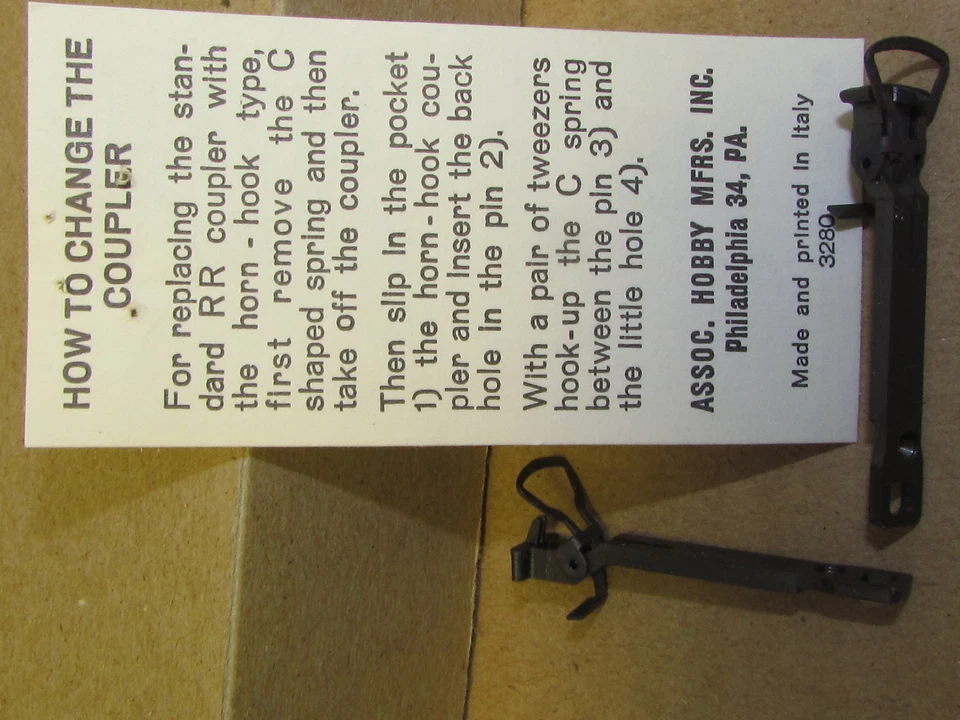 HOW TO CHANGE THE
COUPLER
For replacing the stan-
dard RR coupler with
the horn - hook type,
first remove the C
shaped spring and then
take off the coupler.
Then slip in the pocket
1) the horn - hook cou-
pler and insert the back
hole in the pin 2).
With a pair of tweezers
hook-up the C spring
between the pin 3) and
the little hole 4).
ASSOC. HOBBY MFRS. INC.
Philadelphia 34, PA.
Made and printed in Italy
3280